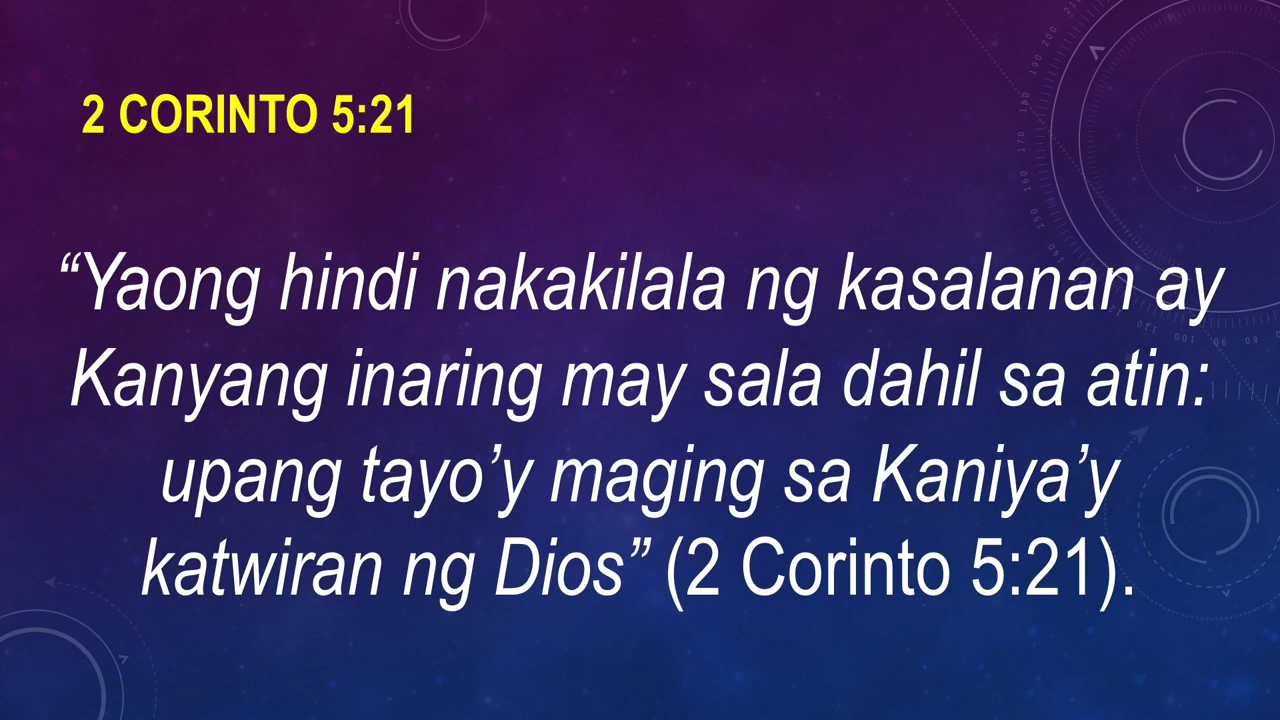 2 CORINTO 5:21
“Yaong hindi nakakilala ng kasalanan ay
Kanyang inaring may sala dahil sa atin:
upang tayo’y maging sa Kaniya’y
katwiran ng Dios” (2 Corinto 5:21).